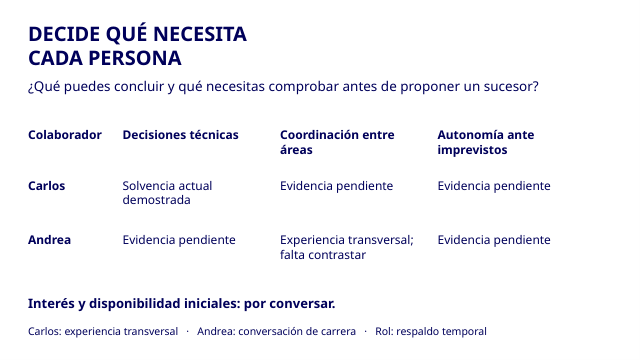 DECIDE QUÉ NECESITA
CADA PERSONA
¿Qué puedes concluir y qué necesitas comprobar antes de proponer un sucesor?
Colaborador Decisiones técnicas Coordinación entre áreas Autonomía ante imprevistos
Carlos Solvencia actual demostrada Evidencia pendiente Evidencia pendiente
Andrea Evidencia pendiente Experiencia transversal; falta contrastar Evidencia pendiente
Interés y disponibilidad iniciales: por conversar.
Carlos: experiencia transversal · Andrea: conversación de carrera · Rol: respaldo temporal